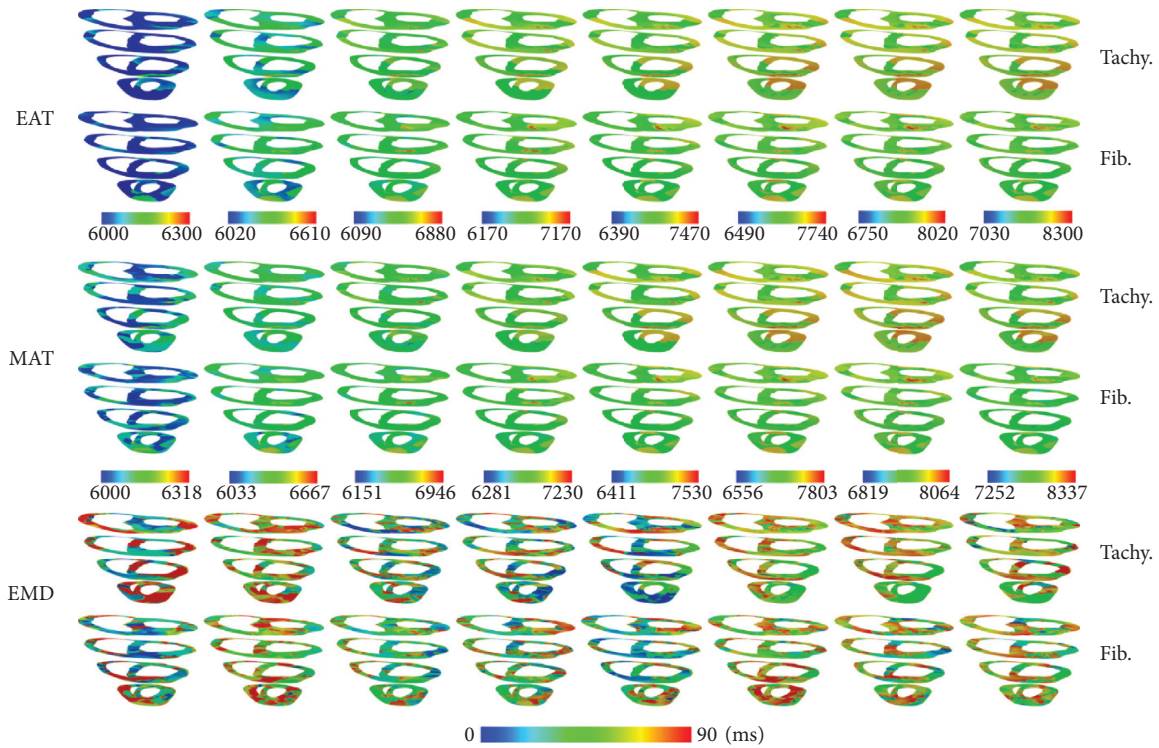 Tachy.
EAT
Fib.
6000 6300 6020 6610 6090 6880 6170 7170 6390 7470 6490 7740 6750 8020 7030 8300
Tachy.
MAT
Fib.
6000 6318 6033 6667 6151 6946 6281 7230 6411 7530 6556 7803 6819 8064 7252 8337
Tachy.
EMD
Fib.
0 90 (ms)